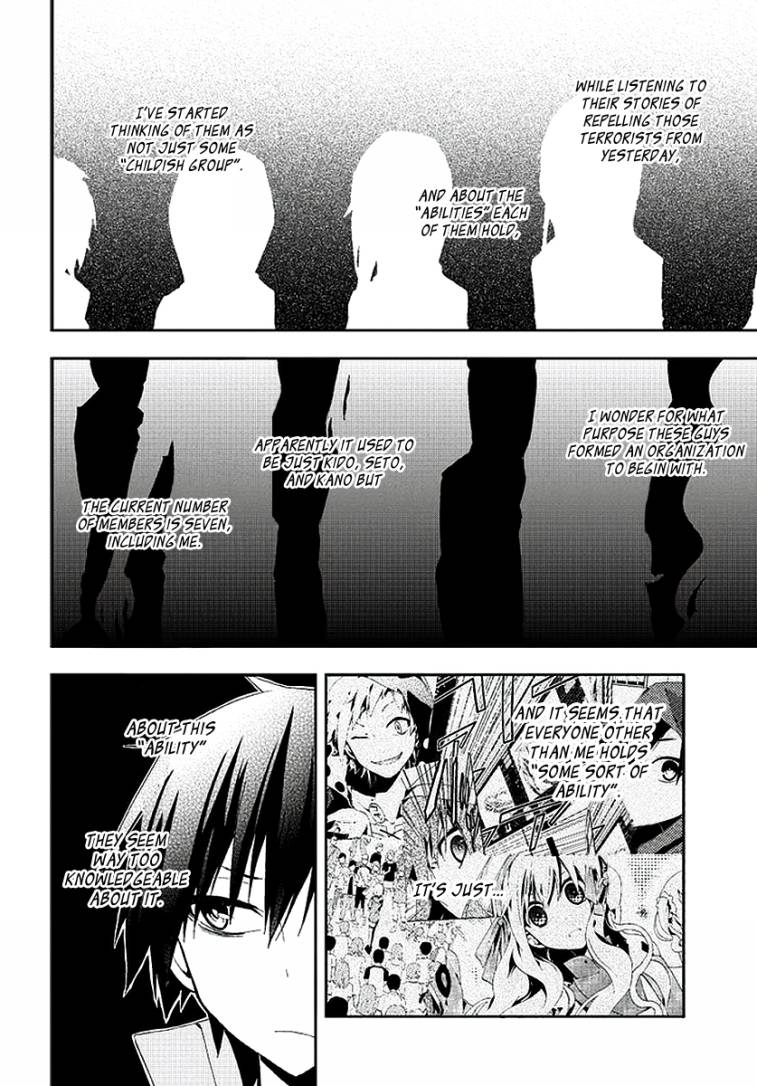 WHILE LISTENING TO
THEIR STORIES OF
REPELLING THOSE
TERRORISTS FROM
YESTERDAY,
AND ABOUT THE
"ABILITIES" EACH
OF THEM HOLD,
I'VE STARTED
THINKING OF THEM AS
NOT JUST SOME
"CHILDISH GROUP".
I WONDER FOR WHAT
PURPOSE THESE GUYS
FORMED AN ORGANIZATION
TO BEGIN WITH.
APPARENTLY IT USED TO
BE JUST KIDO, SETO,
AND KANO BUT
THE CURRENT NUMBER
OF MEMBERS IS SEVEN,
INCLUDING ME.
AND IT SEEMS THAT
EVERYONE OTHER
THAN ME HOLDS
"SOME SORT OF
ABILITY".
IT'S JUST...
ABOUT THIS
"ABILITY"
THEY SEEM
WAY TOO
KNOWLEDGEABLE
ABOUT IT.